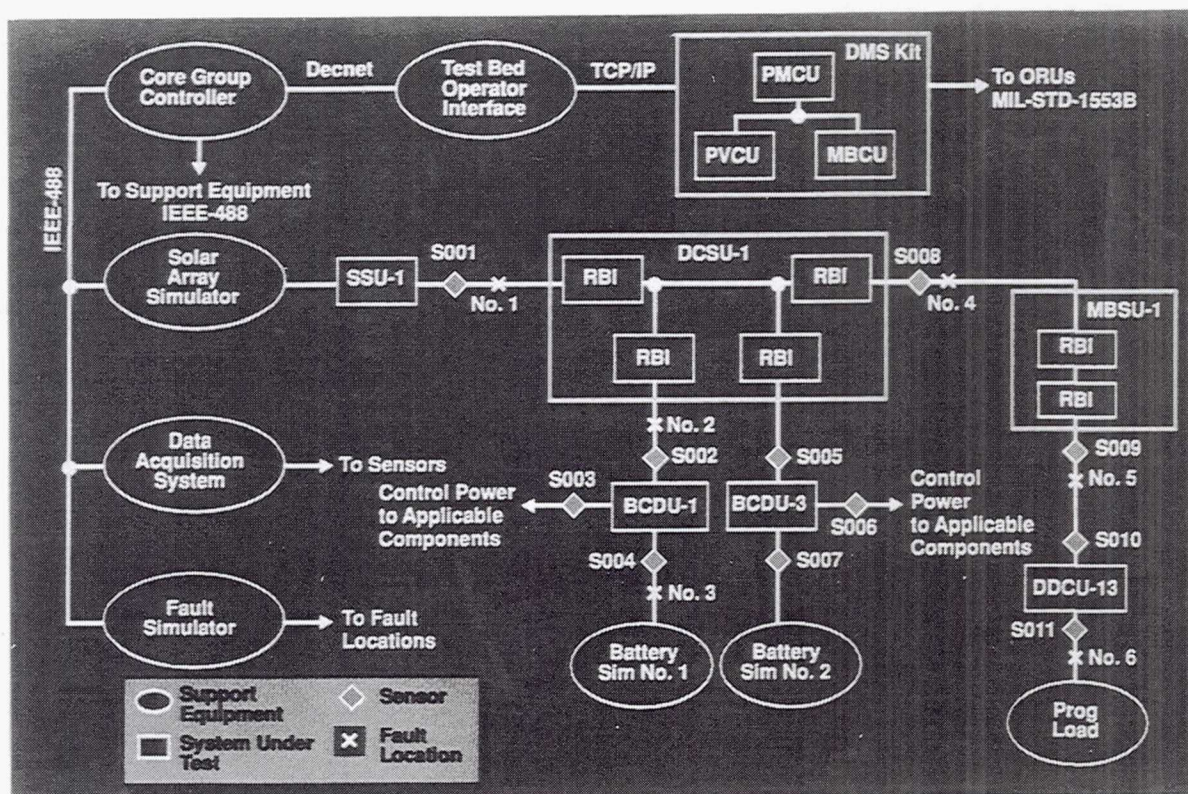 Core Group
Controller
Decnet
Test Bed
Operator
Interface
TCP/IP
DMS Kit
PMCU
PVCU
MBCU
To ORUs
MIL-STD-1553B
IEEE-488
To Support Equipment
IEEE-488
Solar
Array
Simulator
SSU-1
S001
No. 1
DCSU-1
RBI
RBI
RBI
RBI
S008
No. 4
MBSU-1
RBI
RBI
No. 2
S002
S005
S009
No. 5
Data
Acquisition
System
To Sensors
Control Power
to Applicable
Components
S003
BCDU-1
BCDU-3
S006
Control
Power
to Applicable
Components
S010
S004
S007
No. 3
DDCU-13
S011
No. 6
Fault
Simulator
To Fault
Locations
Battery
Sim No. 1
Battery
Sim No. 2
Prog
Load
Support
Equipment
Sensor
System Under
Test
Fault
Location